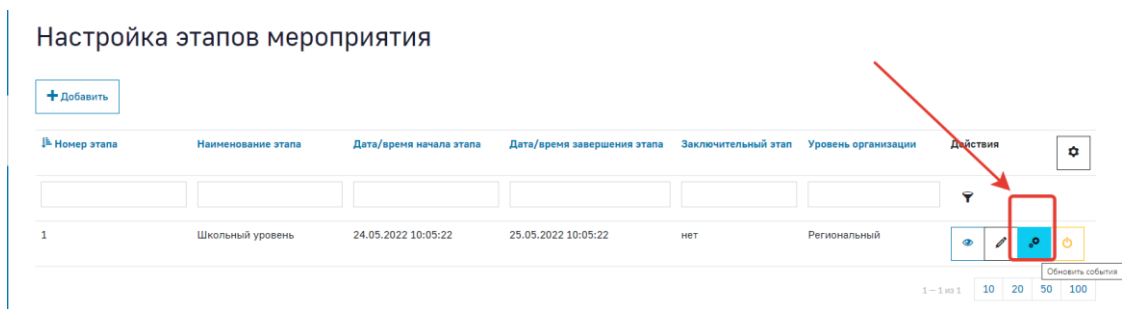 Настройка этапов мероприятия
Добавить
Номер этапа Наименование этапа Дата/время начала этапа Дата/время завершения этапа Заключительный этап Уровень организации Действия
1 Школьный уровень 24.05.2022 10:05:22 25.05.2022 10:05:22 нет Региональный
Обновить события
1 — 1 из 1 10 20 50 100